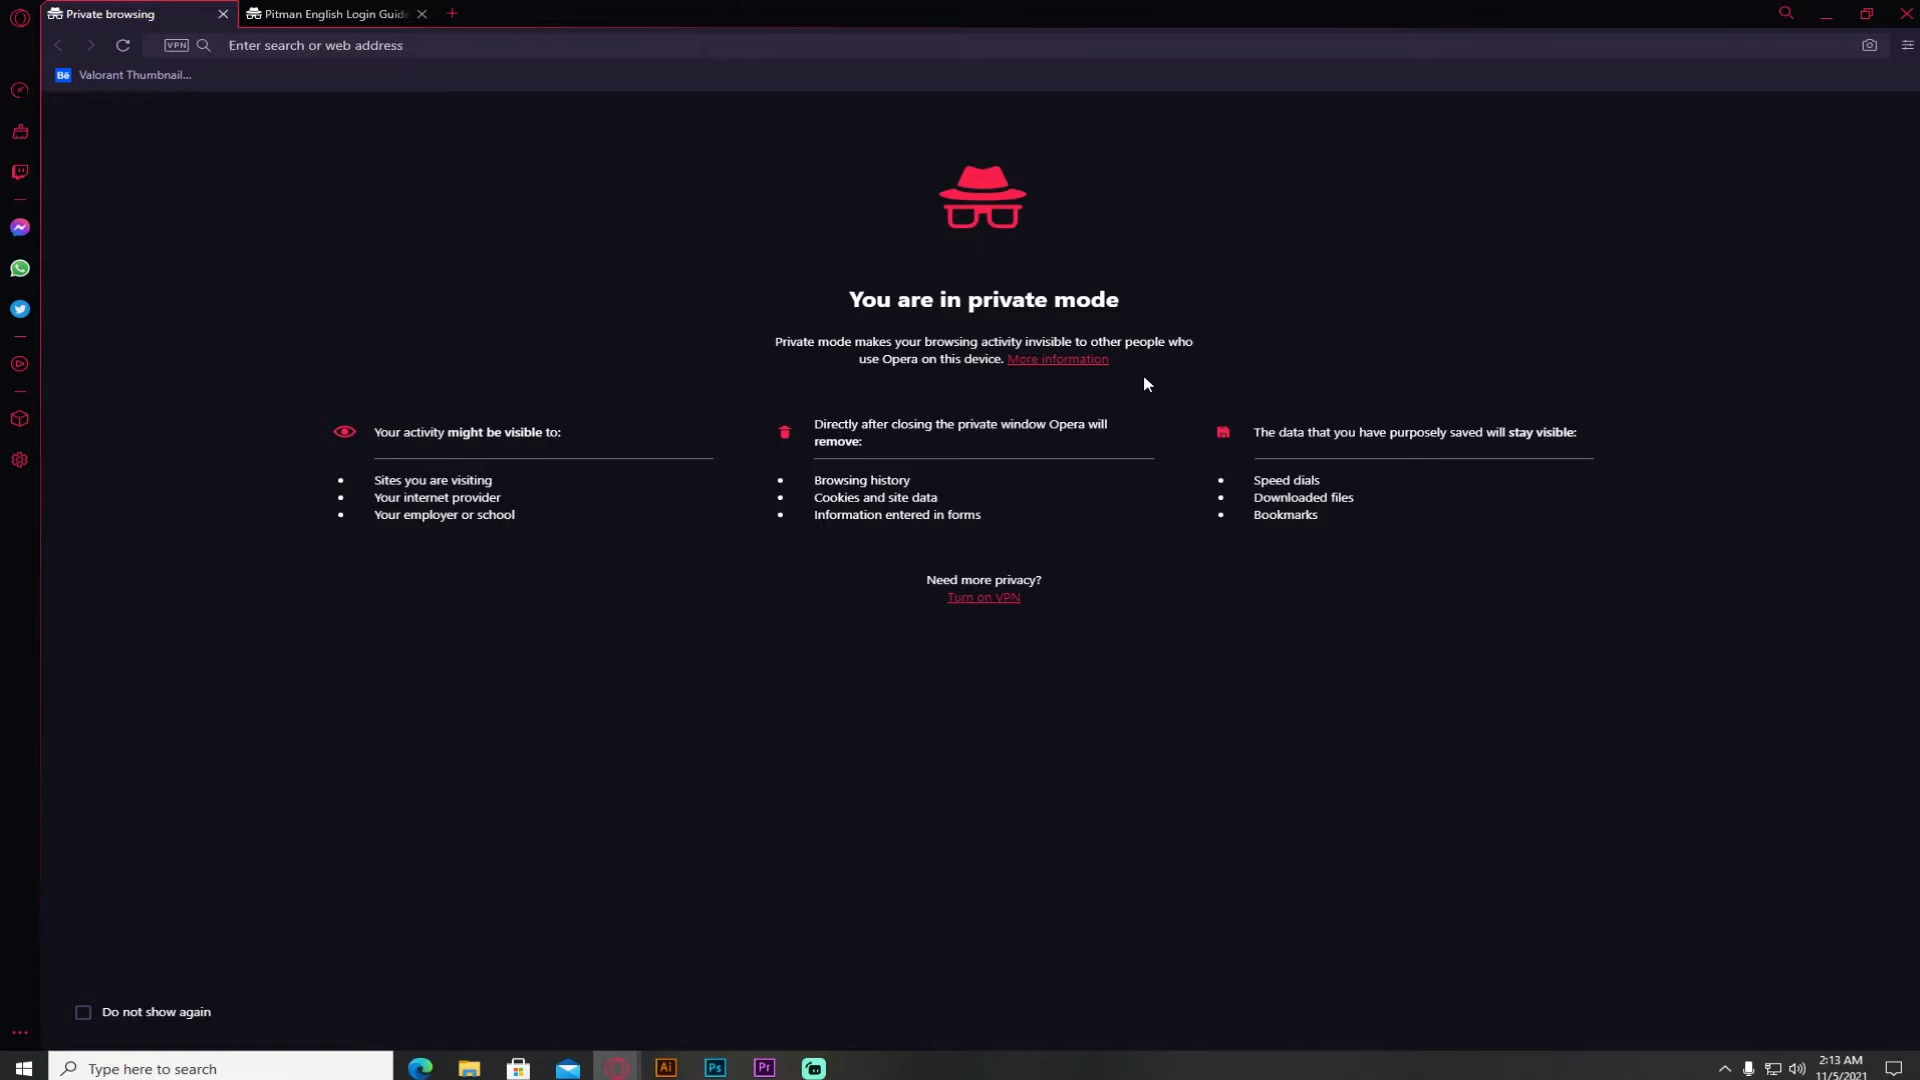 Private browsing
Pitman English Login Guide
VPN
Enter search or web address
Bē Valorant Thumbnail...
You are in private mode
Private mode makes your browsing activity invisible to other people who
use Opera on this device. More information
Your activity might be visible to:
Sites you are visiting
Your internet provider
Your employer or school
Directly after closing the private window Opera will
remove:
Browsing history
Cookies and site data
Information entered in forms
The data that you have purposely saved will stay visible:
Speed dials
Downloaded files
Bookmarks
Need more privacy?
Turn on VPN
Do not show again
Type here to search
Ai
Ps
Pr
2:13 AM
11/5/2021